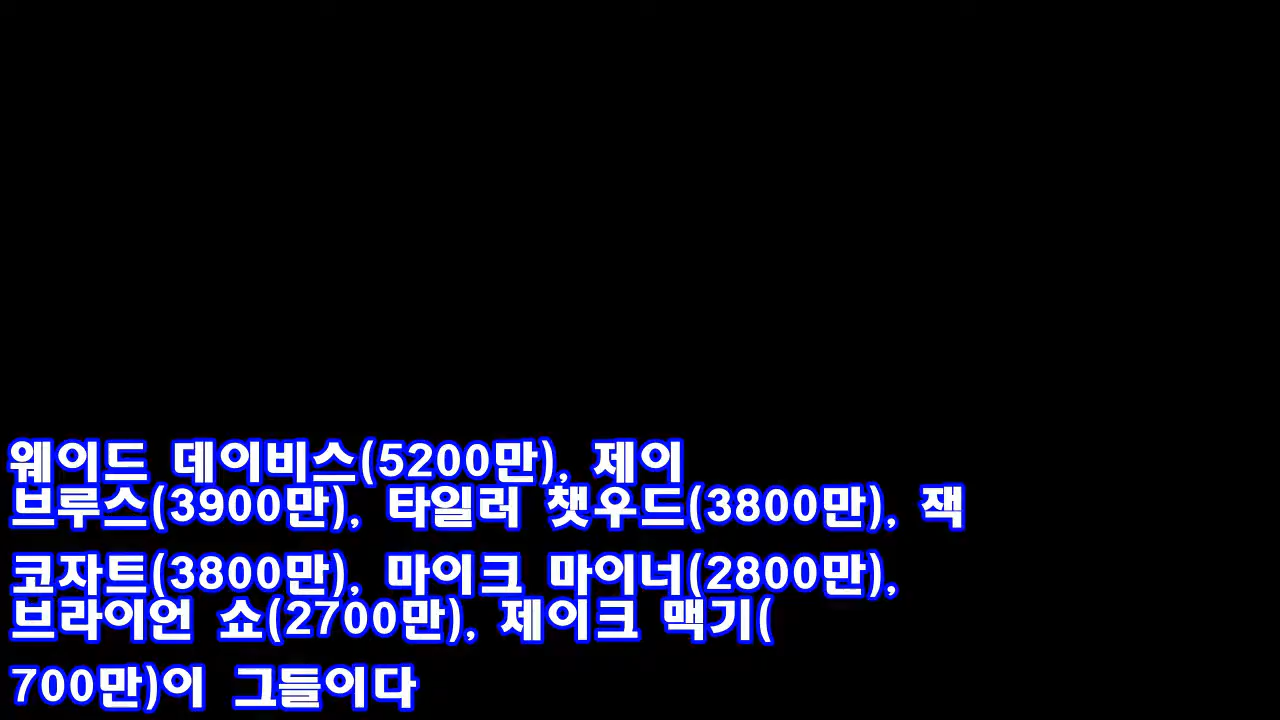 웨이드 데이비스(5200만), 제이
브루스(3900만), 타일러 챗우드(3800만), 잭
코자트(3800만), 마이크 마이너(2800만),
브라이언 쇼(2700만), 제이크 맥기(
700만)이 그들이다